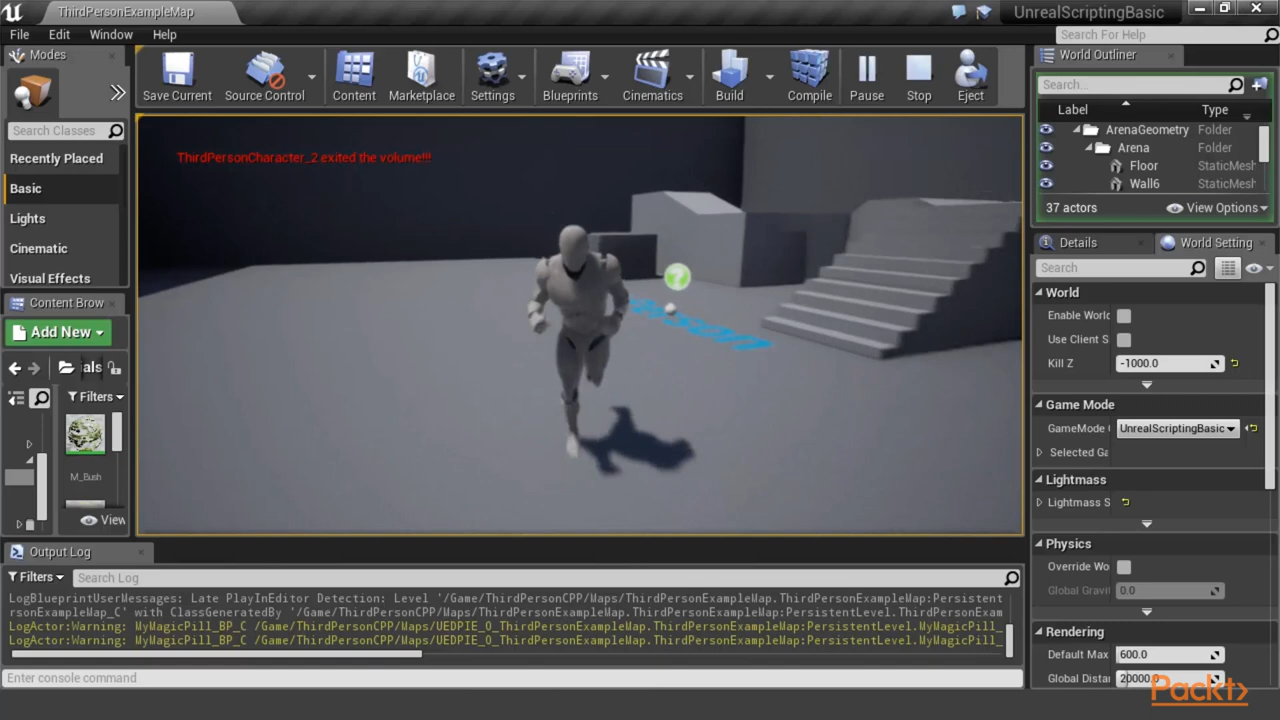 ThirdPersonExampleMap
UnrealScriptingBasic
File Edit Window Help
Search For Help
Modes
Search Classes
Recently Placed
Basic
Lights
Cinematic
Visual Effects
Save Current
Source Control
Content
Marketplace
Settings
Blueprints
Cinematics
Build
Compile
Pause
Stop
Eject
ThirdPersonCharacter_2 exited the volume!!!
World Outliner
Search...
Label Type
ArenaGeometry Folder
Arena Folder
Floor StaticMesh
Wall6 StaticMesh
37 actors View Options
Details World Setting
Search
World
Enable World
Use Client S
Kill Z -1000.0
Game Mode
GameMode UnrealScriptingBasic
Selected Ga
Lightmass
Lightmass S
Physics
Override Wo
Global Gravi 0.0
Rendering
Default Max 600.0
Global Distan 20000.0
Content Brow
Add New
ials
Filters
M_Bush
View
Output Log
Filters Search Log
LogBlueprintUserMessages: Late PlayInEditor Detection: Level '/Game/ThirdPersonCPP/Maps/ThirdPersonExampleMap.ThirdPersonExampleMap:Persistent
rsonExampleMap_C' with ClassGeneratedBy '/Game/ThirdPersonCPP/Maps/ThirdPersonExampleMap.ThirdPersonExampleMap:PersistentLevel.ThirdPersonExam
LogActor:Warning: MyMagicPill_BP_C /Game/ThirdPersonCPP/Maps/UEDPIE_0_ThirdPersonExampleMap.ThirdPersonExampleMap:PersistentLevel.MyMagicPill_
LogActor:Warning: MyMagicPill_BP_C /Game/ThirdPersonCPP/Maps/UEDPIE_0_ThirdPersonExampleMap.ThirdPersonExampleMap:PersistentLevel.MyMagicPill_
Enter console command
Packt